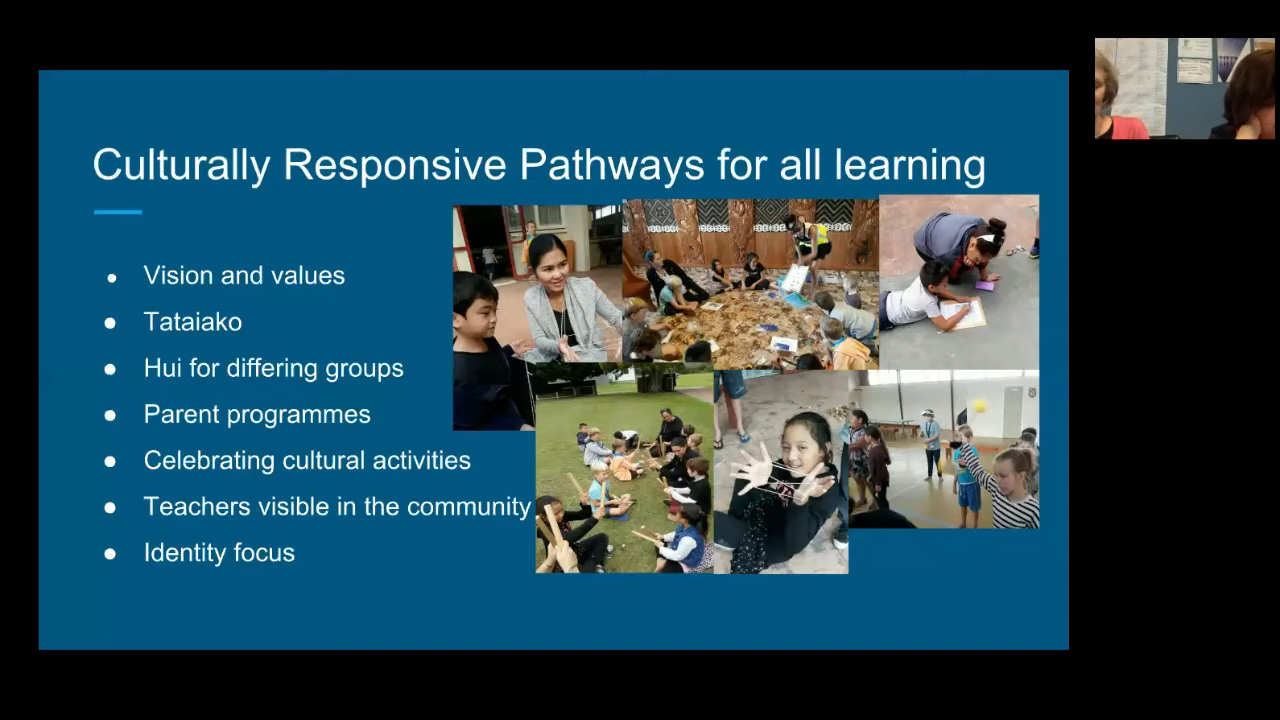 Culturally Responsive Pathways for all learning
● Vision and values
● Tataiako
● Hui for differing groups
● Parent programmes
● Celebrating cultural activities
● Teachers visible in the community
● Identity focus